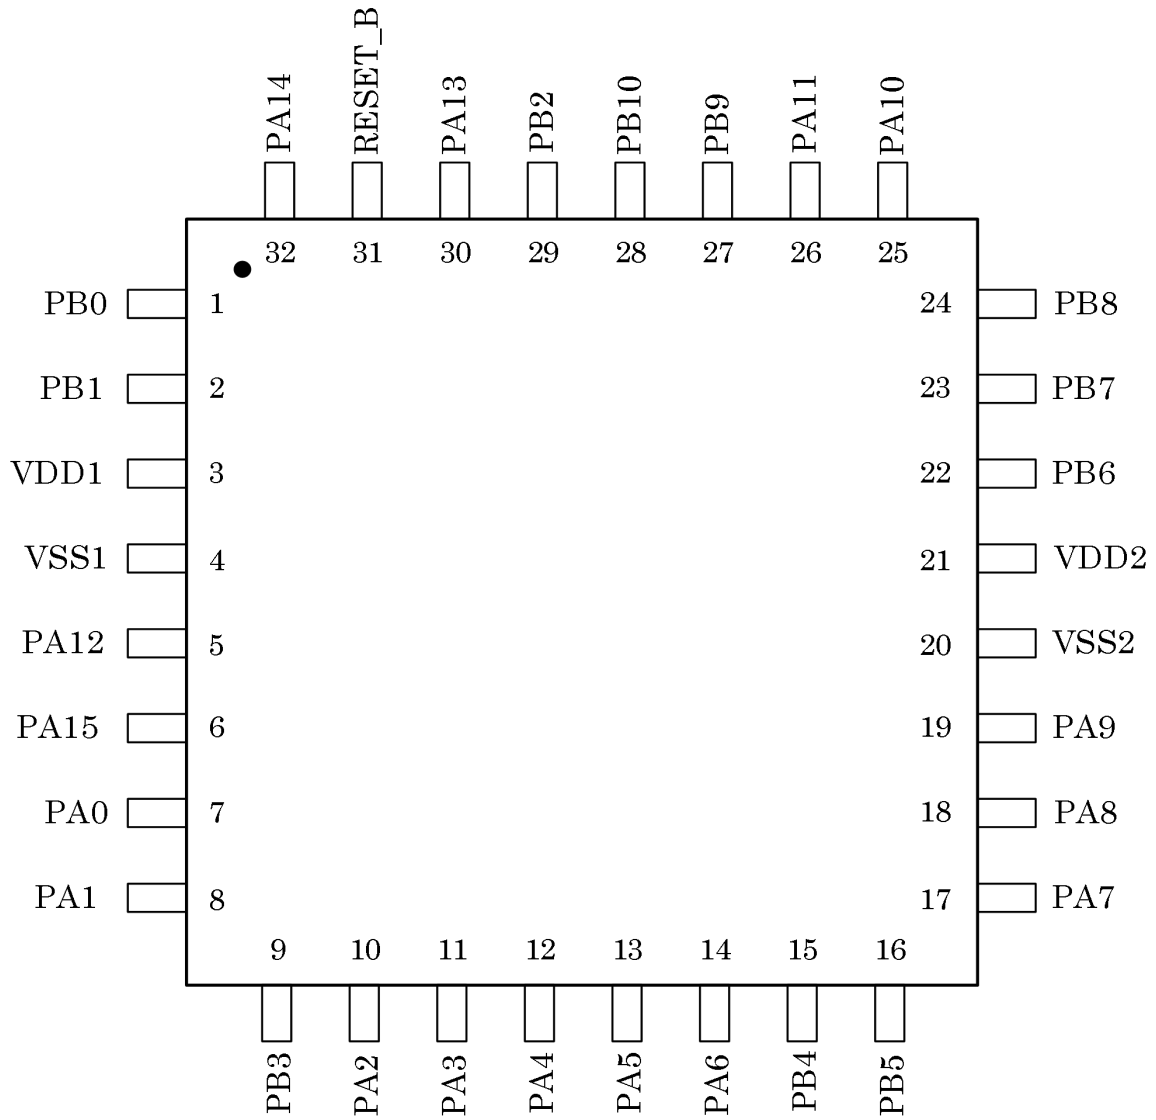 PA14 RESET_B PA13 PB2 PB10 PB9 PA11 PA10
32 31 30 29 28 27 26 25
PB0 1 24 PB8
PB1 2 23 PB7
VDD1 3 22 PB6
VSS1 4 21 VDD2
PA12 5 20 VSS2
PA15 6 19 PA9
PA0 7 18 PA8
PA1 8 17 PA7
9 10 11 12 13 14 15 16
PB3 PA2 PA3 PA4 PA5 PA6 PB4 PB5